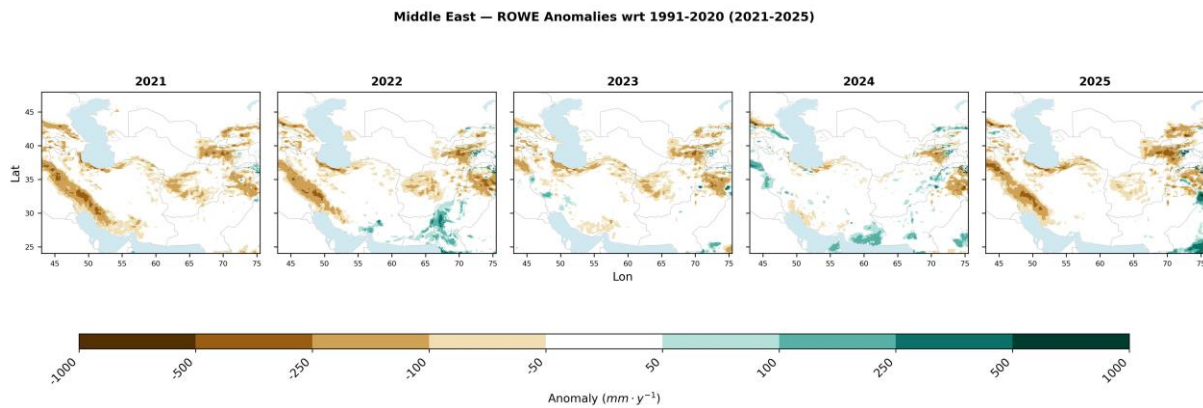 Middle East — ROWE Anomalies wrt 1991-2020 (2021-2025)
2021 2022 2023 2024 2025
Lat
45
40
35
30
25
45 50 55 60 65 70 75 45 50 55 60 65 70 75 45 50 55 60 65 70 75 45 50 55 60 65 70 75 45 50 55 60 65 70 75
Lon
-1000 -500 -250 -100 -50 50 100 250 500 1000
Anomaly (mm · y⁻¹)